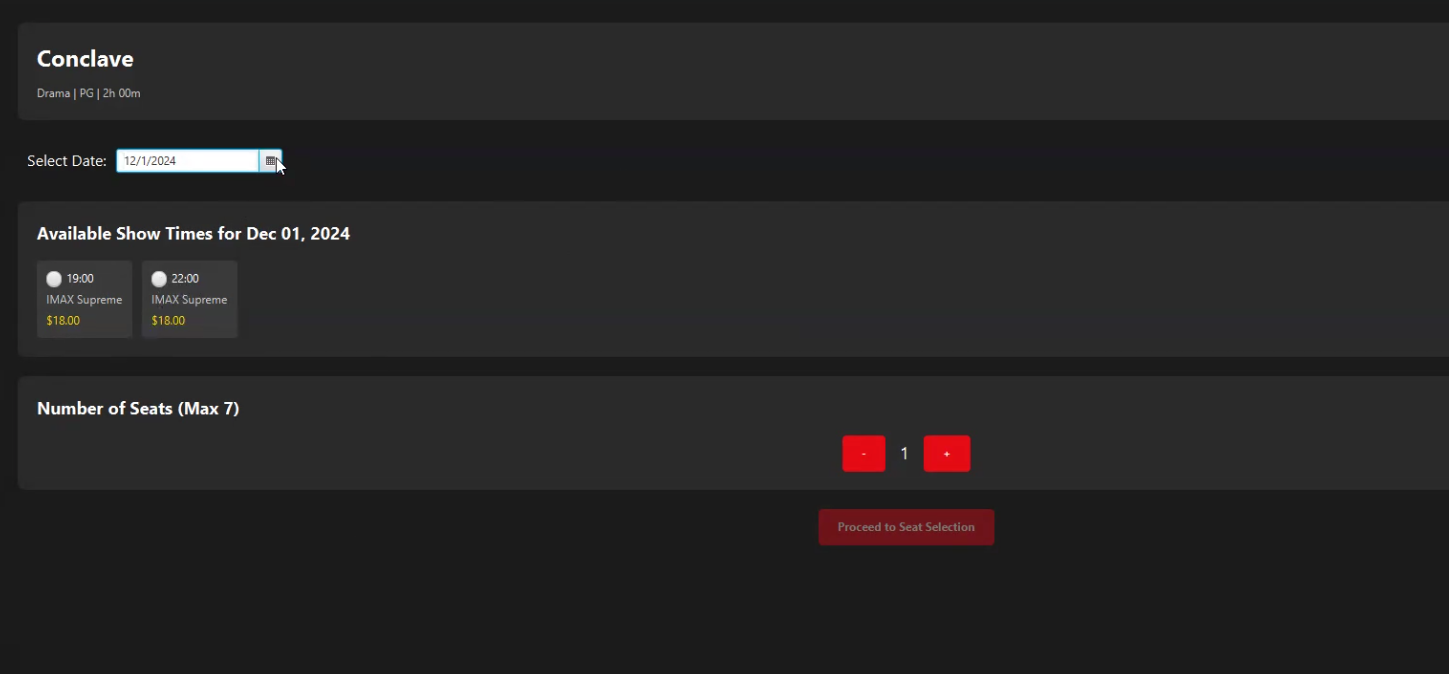 Conclave
Drama | PG | 2h 00m
Select Date: 12/1/2024
Available Show Times for Dec 01, 2024
19:00 22:00
IMAX Supreme IMAX Supreme
$18.00 $18.00
Number of Seats (Max 7)
- 1 +
Proceed to Seat Selection